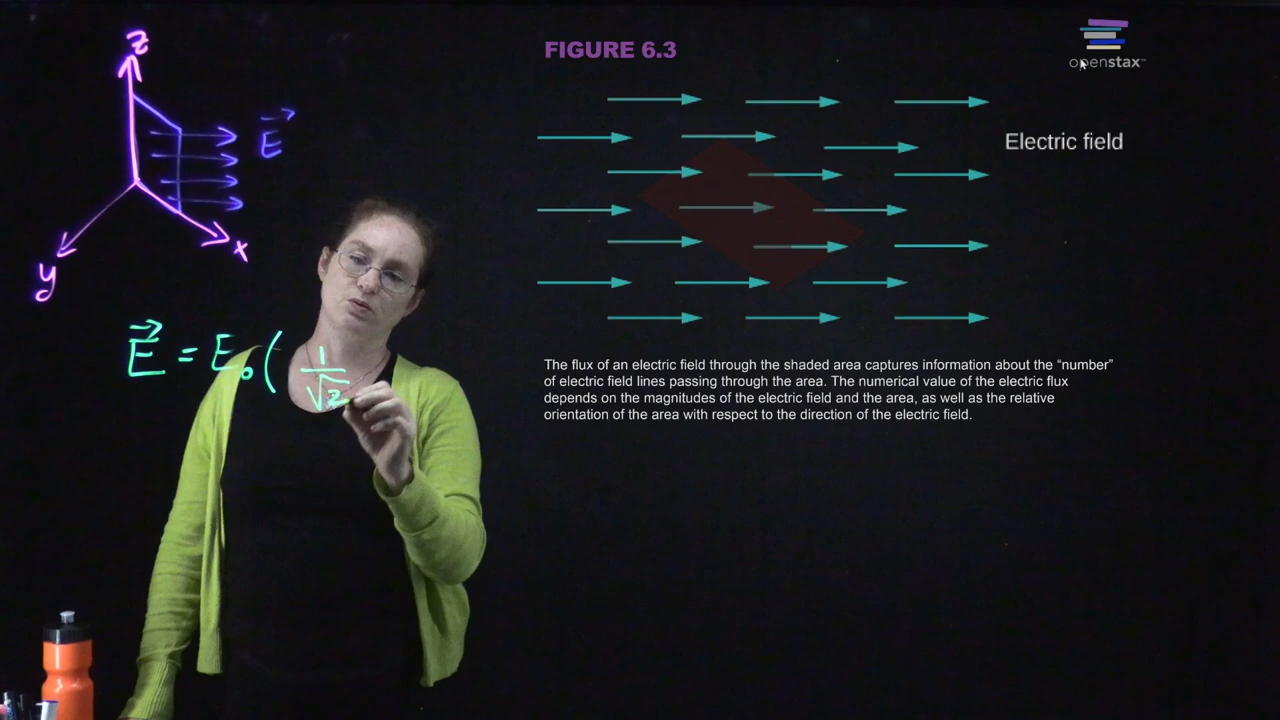 z
E
x
y
E = E₀( 1/√2
FIGURE 6.3
openstax™
Electric field
The flux of an electric field through the shaded area captures information about the “number”
of electric field lines passing through the area. The numerical value of the electric flux
depends on the magnitudes of the electric field and the area, as well as the relative
orientation of the area with respect to the direction of the electric field.